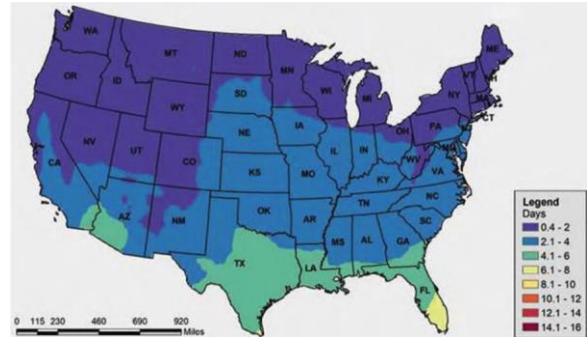 WA
MT
ND
MN
ME
OR
ID
WI
VT
NH
SD
MI
NY
MA
WY
CT
IA
PA
NV
NE
OH
NJ
UT
IL
IN
CA
CO
WV
KS
MO
KY
VA
TN
NC
AZ
NM
OK
AR
SC
MS
AL
GA
TX
LA
FL
Legend
Days
0.4 - 2
2.1 - 4
4.1 - 6
6.1 - 8
8.1 - 10
10.1 - 12
12.1 - 14
14.1 - 16
0 115 230 460 690 920
Miles